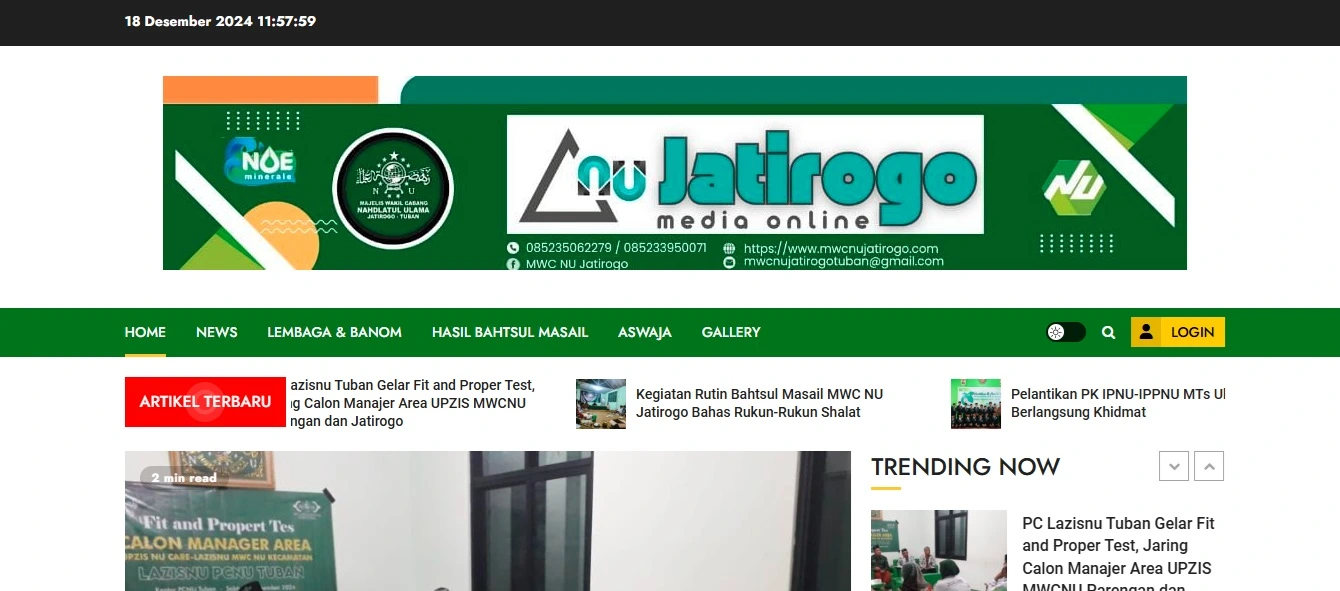 18 Desember 2024 11:57:59
NOE
minerale
N U
MAJELIS WAKIL CABANG
NAHDLATUL ULAMA
JATIROGO - TUBAN
nu Jatirogo
media online
085235062279 / 085233950071
https://www.mwcnujatirogo.com
MWC NU Jatirogo
mwcnujatirogotuban@gmail.com
NU
HOME NEWS LEMBAGA & BANOM HASIL BAHTSUL MASAIL ASWAJA GALLERY
LOGIN
ARTIKEL TERBARU
azisnu Tuban Gelar Fit and Proper Test,
g Calon Manajer Area UPZIS MWCNU
ngan dan Jatirogo
Kegiatan Rutin Bahtsul Masail MWC NU
Jatirogo Bahas Rukun-Rukun Shalat
Pelantikan PK IPNU-IPPNU MTs Ul
Berlangsung Khidmat
2 min read
Fit and Propert Tes
CALON MANAGER AREA
UPZIS NU CARE-LAZISNU MWC NU KECAMATAN
LAZISNU PCNU TUBAN
TRENDING NOW
PC Lazisnu Tuban Gelar Fit
and Proper Test, Jaring
Calon Manajer Area UPZIS
MWCNU Parengan dan